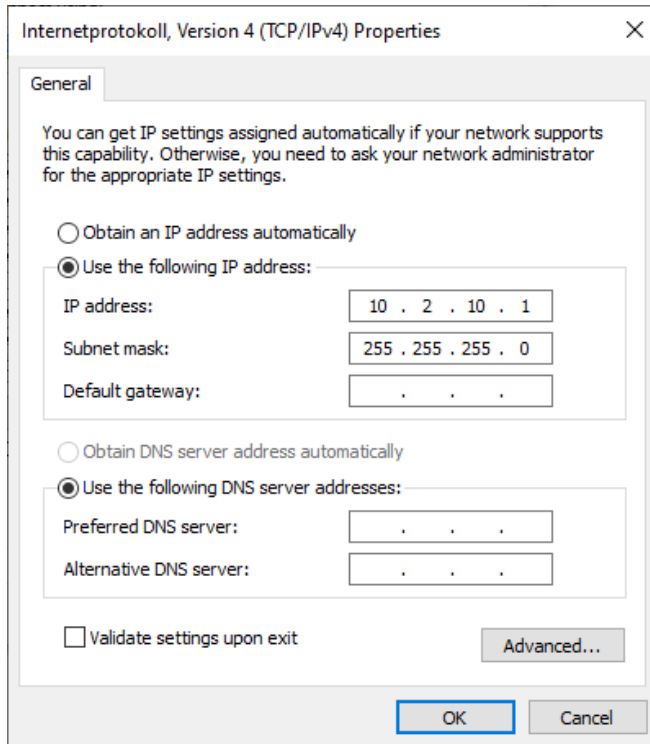 Internetprotokoll, Version 4 (TCP/IPv4) Properties
General
You can get IP settings assigned automatically if your network supports
this capability. Otherwise, you need to ask your network administrator
for the appropriate IP settings.
Obtain an IP address automatically
Use the following IP address:
IP address: 10 . 2 . 10 . 1
Subnet mask: 255 . 255 . 255 . 0
Default gateway: . . .
Obtain DNS server address automatically
Use the following DNS server addresses:
Preferred DNS server: . . .
Alternative DNS server: . . .
Validate settings upon exit
Advanced...
OK Cancel